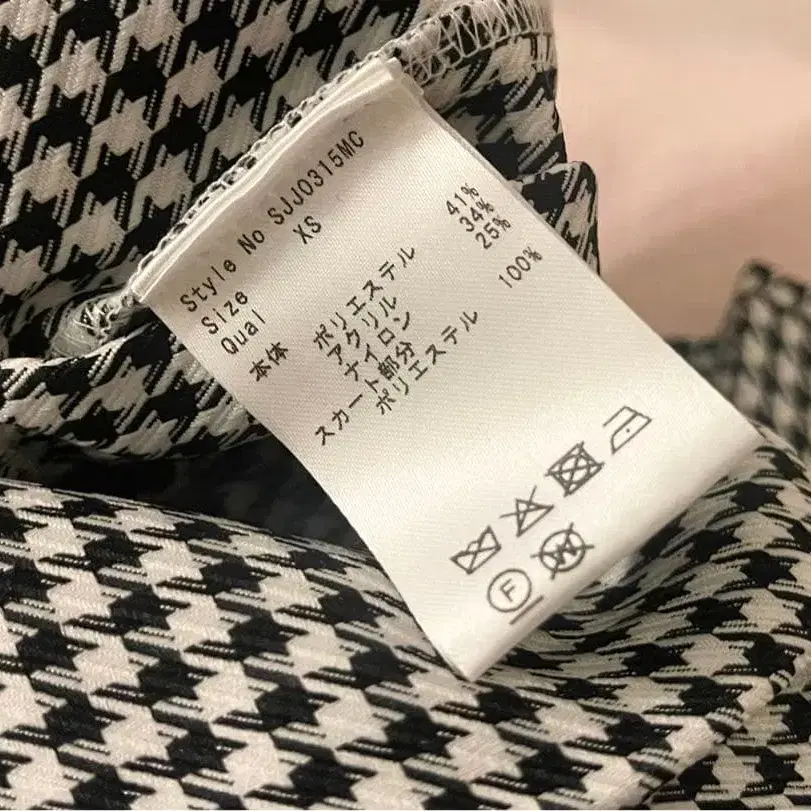 Style No SJJ0315MC
Size XS
Qual
本体 ポリエステル 41%
アクリル 34%
ナイロン 25%
スカート部分
ポリエステル 100%
F W